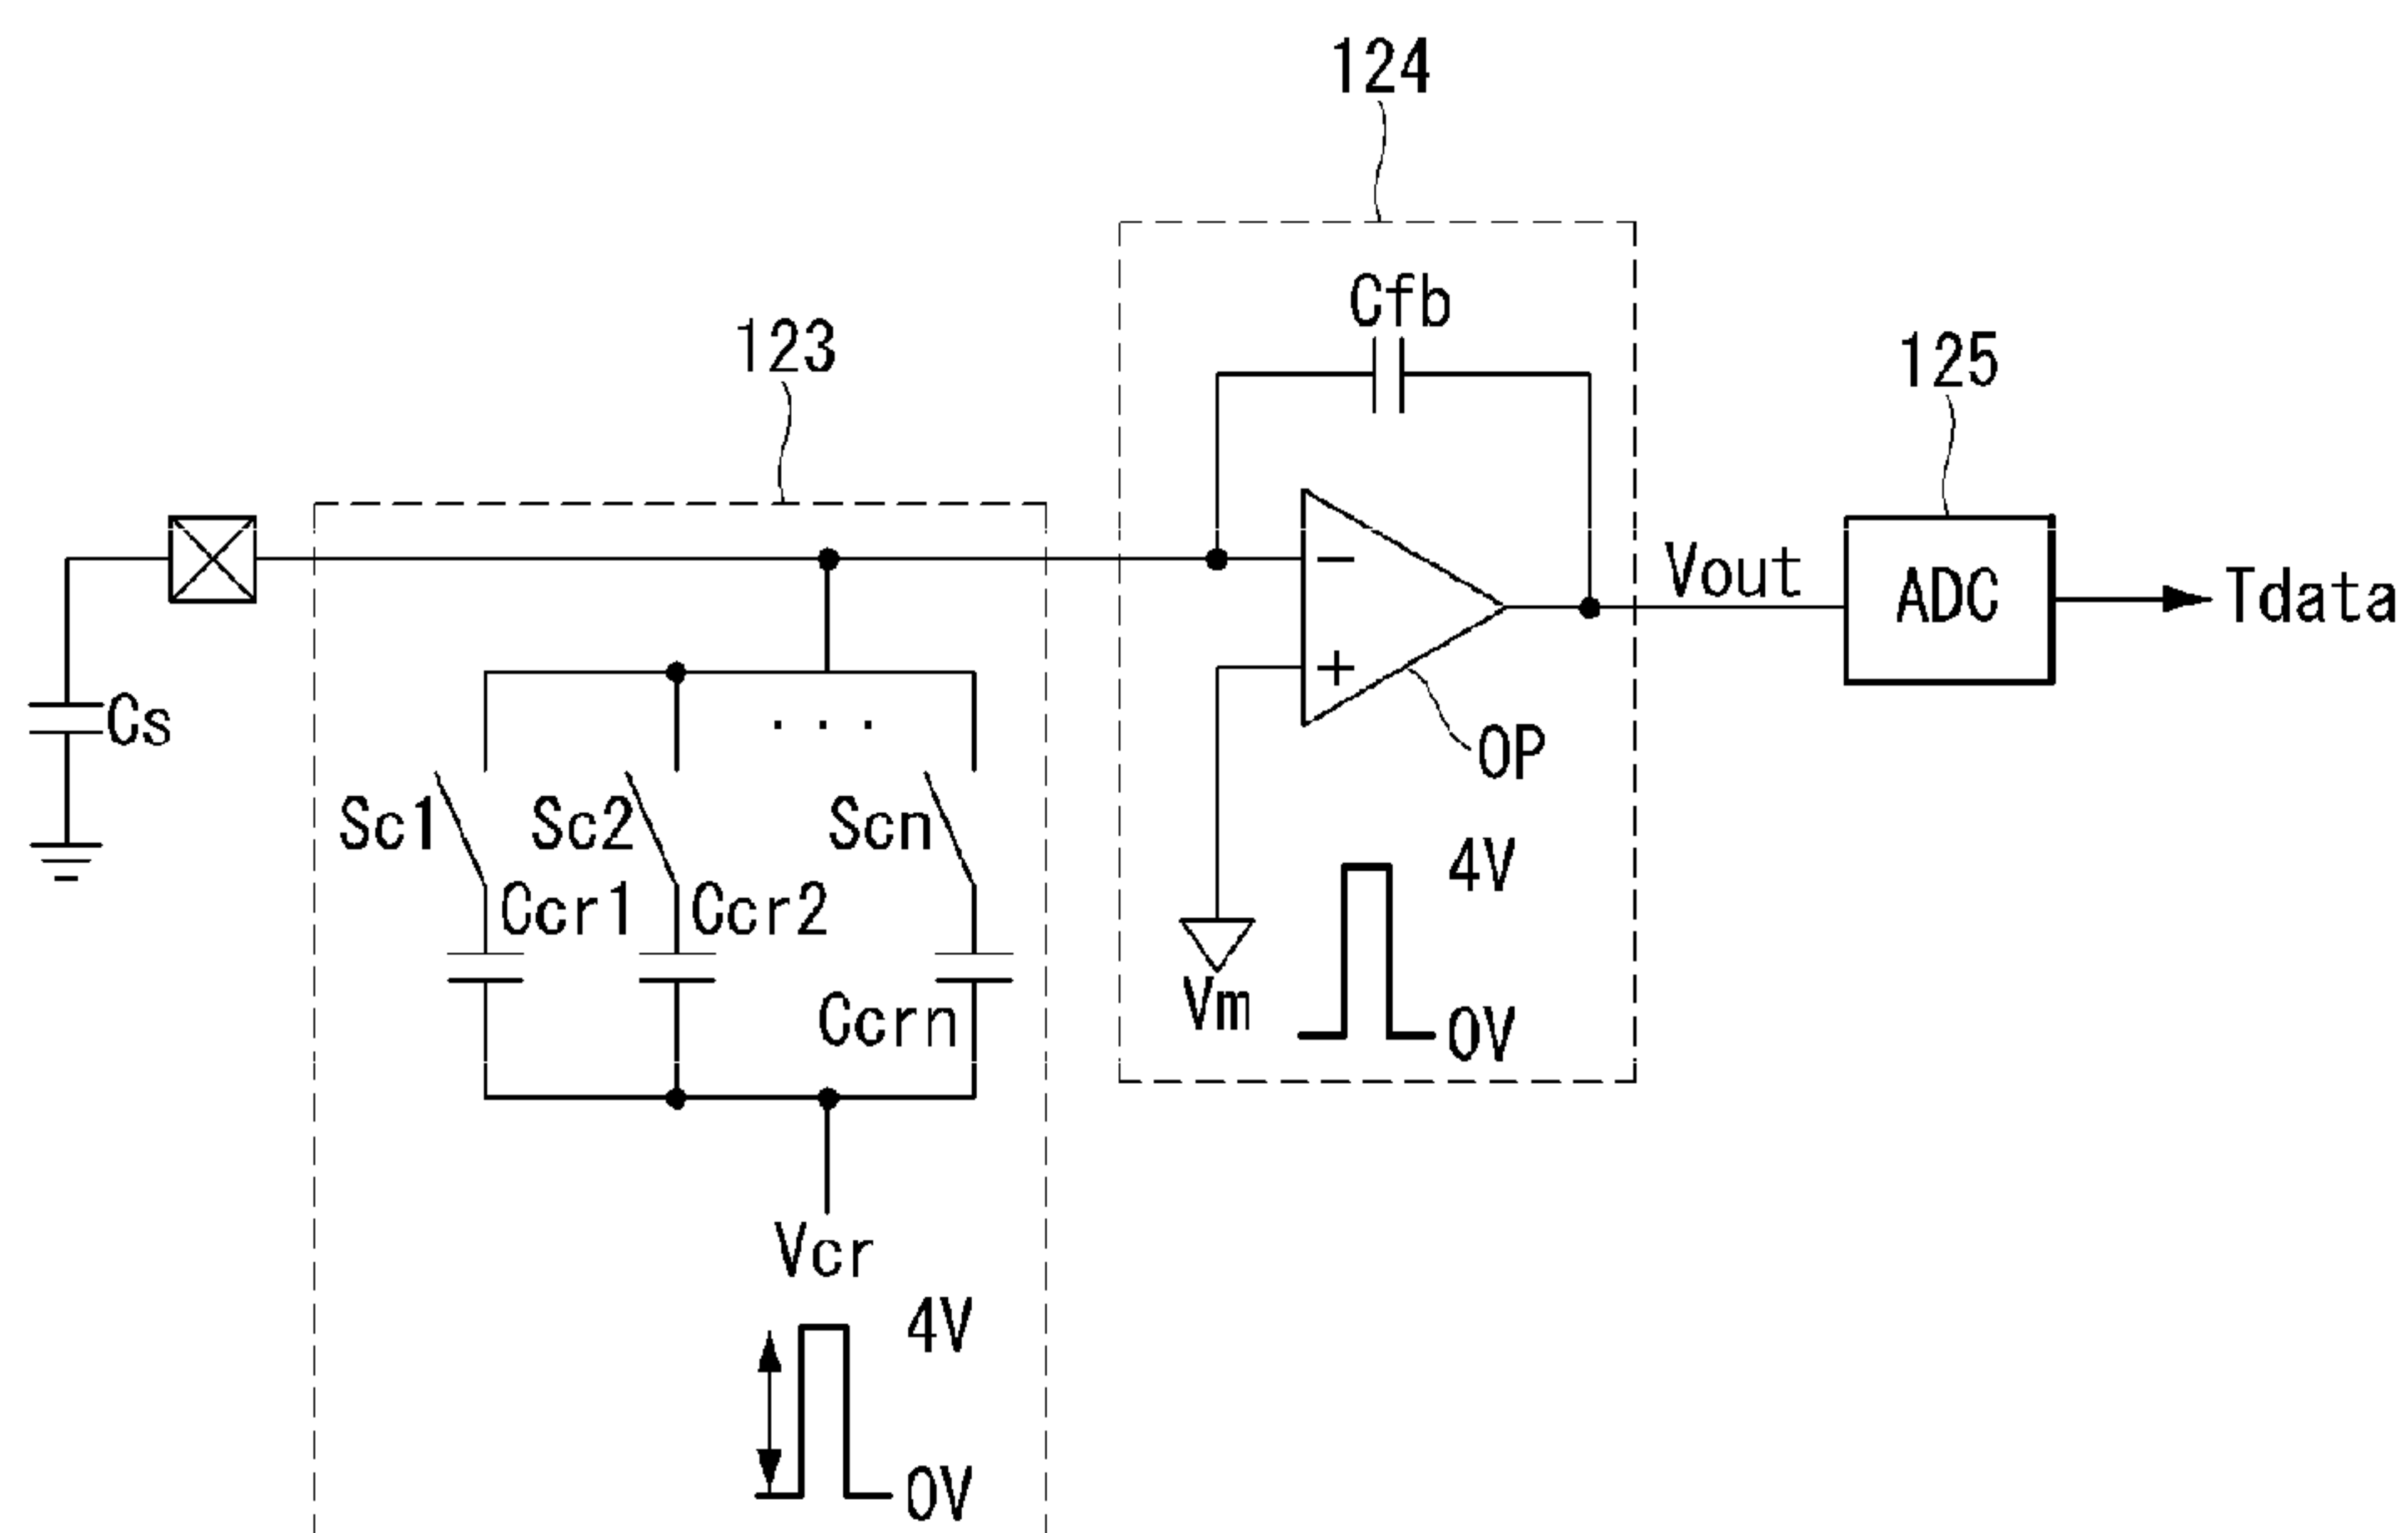 124
Cfb
123
125
Vout
ADC
Tdata
Cs
OP
Sc1
Sc2
. . .
Scn
Ccr1
Ccr2
Ccrn
−
+
4V
Vm
0V
Vcr
4V
0V